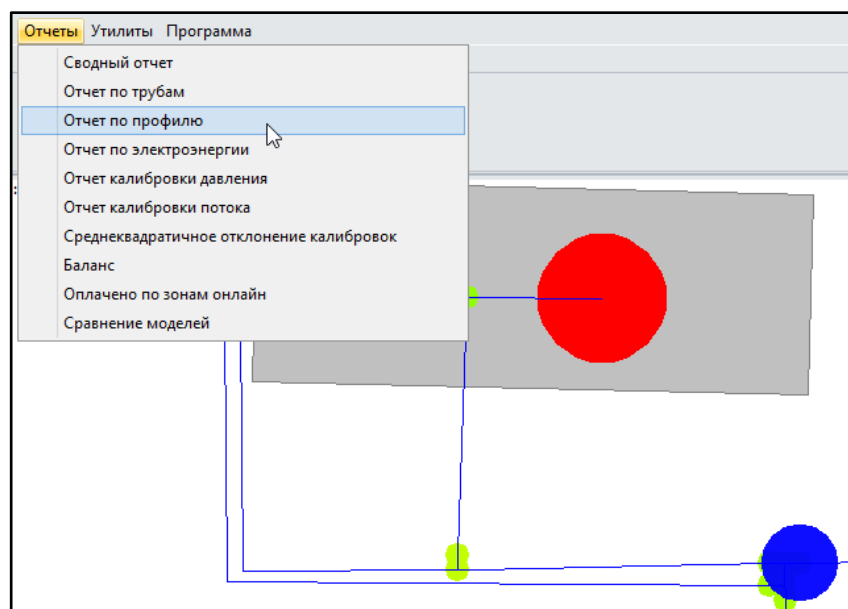 Отчеты Утилиты Программа
Сводный отчет
Отчет по трубам
Отчет по профилю
Отчет по электроэнергии
Отчет калибровки давления
Отчет калибровки потока
Среднеквадратичное отклонение калибровок
Баланс
Оплачено по зонам онлайн
Сравнение моделей